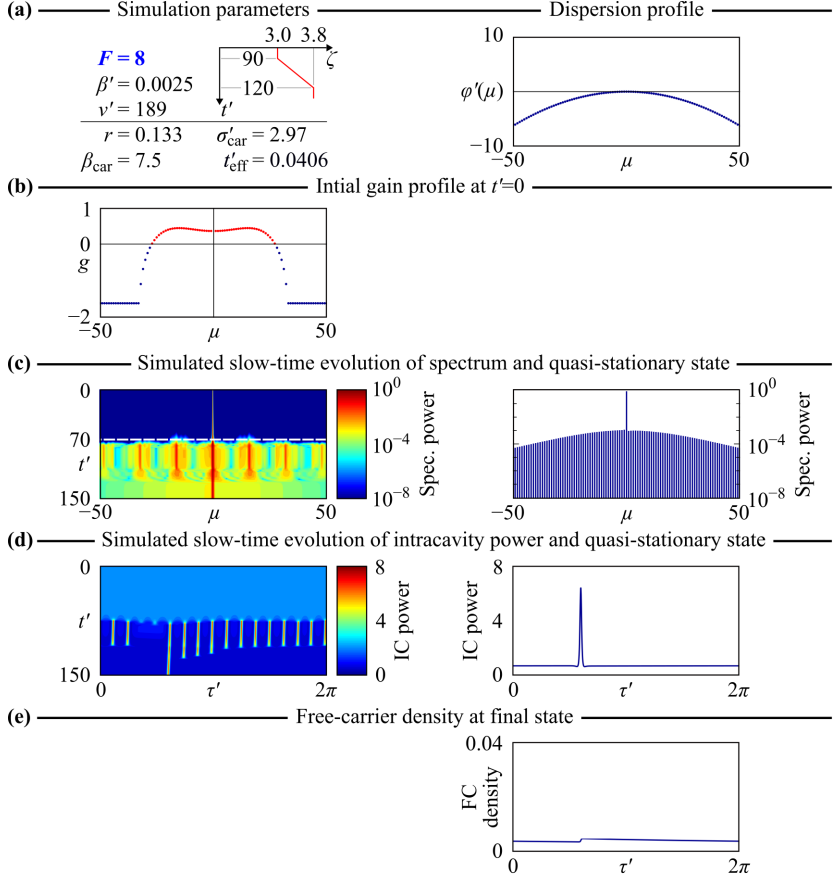 (a) Simulation parameters Dispersion profile
3.0 3.8
F = 8
90
ζ
β′ = 0.0025
120
ν′ = 189
t′
r = 0.133 σ′car = 2.97
βcar = 7.5 t′eff = 0.0406
10
φ′(μ)
−10
−50 μ 50
(b) Intial gain profile at t′=0
1
0
g
−2
−50 μ 50
(c) Simulated slow-time evolution of spectrum and quasi-stationary state
0
70
t′
150
−50 μ 50
10⁰
10⁻⁴
10⁻⁸
Spec. power
10⁰
10⁻⁴
10⁻⁸
Spec. power
−50 μ 50
(d) Simulated slow-time evolution of intracavity power and quasi-stationary state
0
t′
150
0 τ′ 2π
8
4
0
IC power
8
4
0
IC power
0 τ′ 2π
(e) Free-carrier density at final state
0.04
FC
density
0
0 τ′ 2π